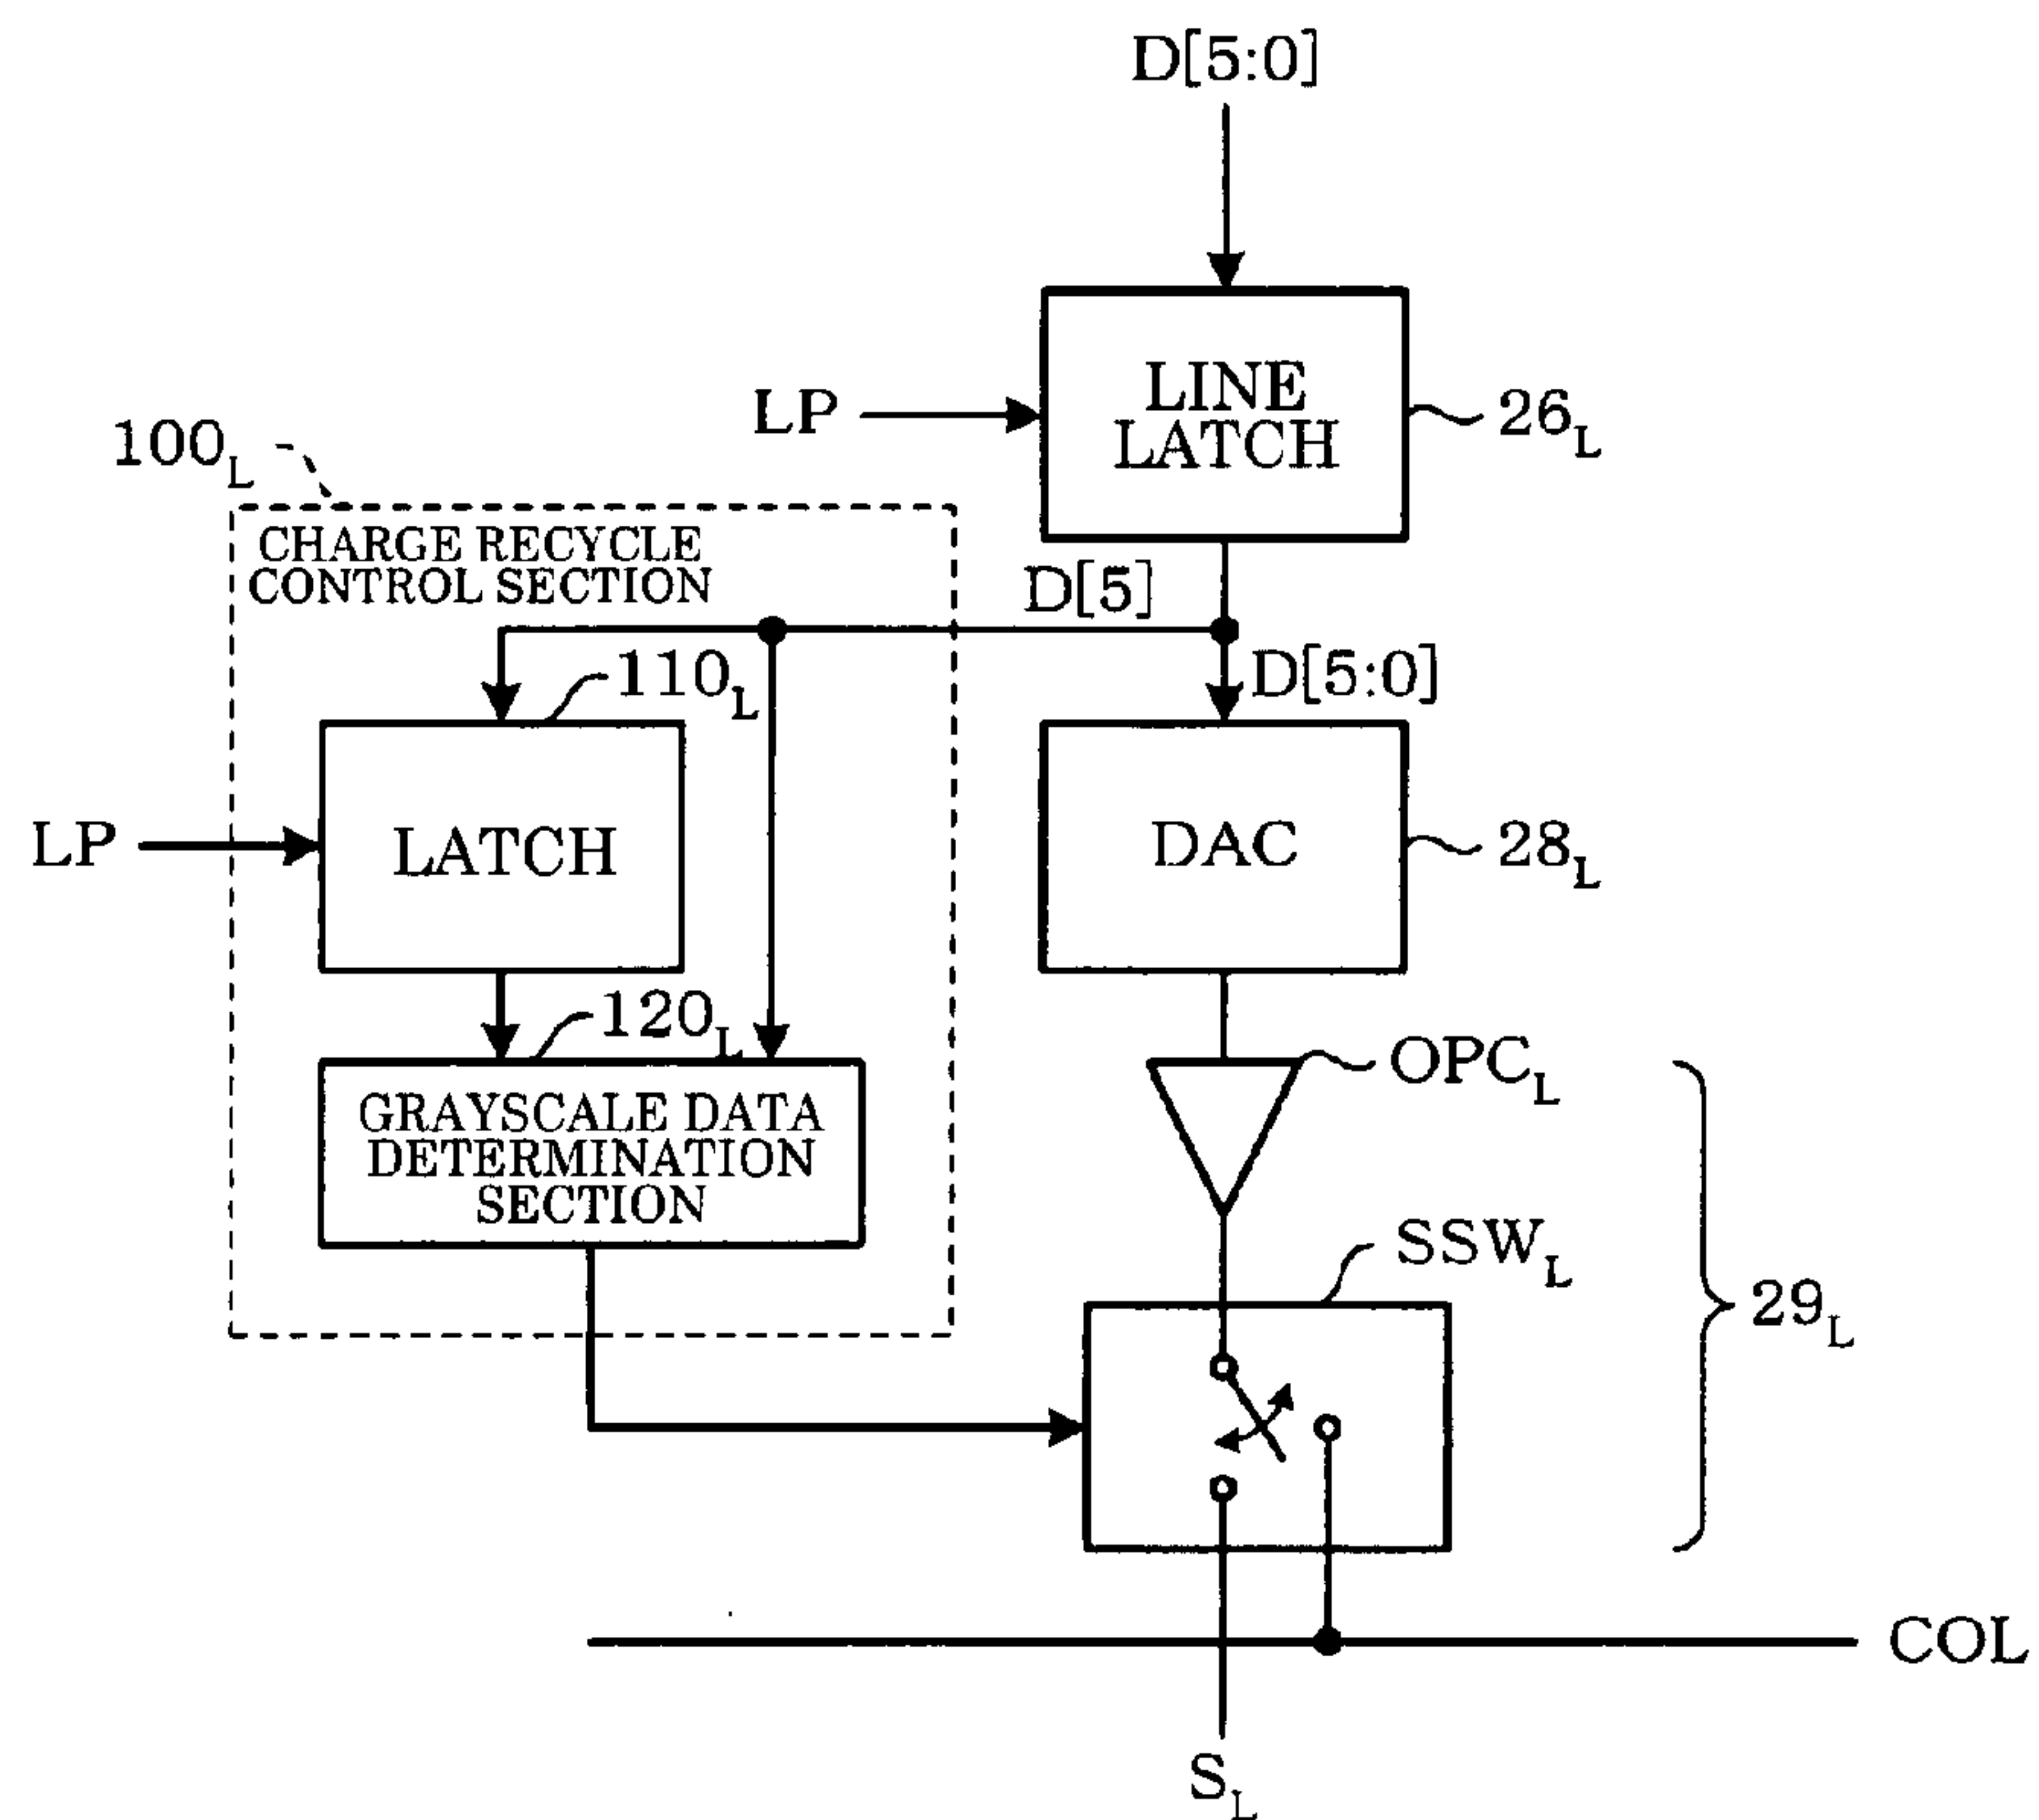 D[5:0]
LINE
LATCH
LP
26L
100L
CHARGE RECYCLE
CONTROL SECTION
D[5]
D[5:0]
110L
LATCH
LP
DAC
28L
120L
GRAYSCALE DATA
DETERMINATION
SECTION
OPCL
SSWL
29L
COL
SL